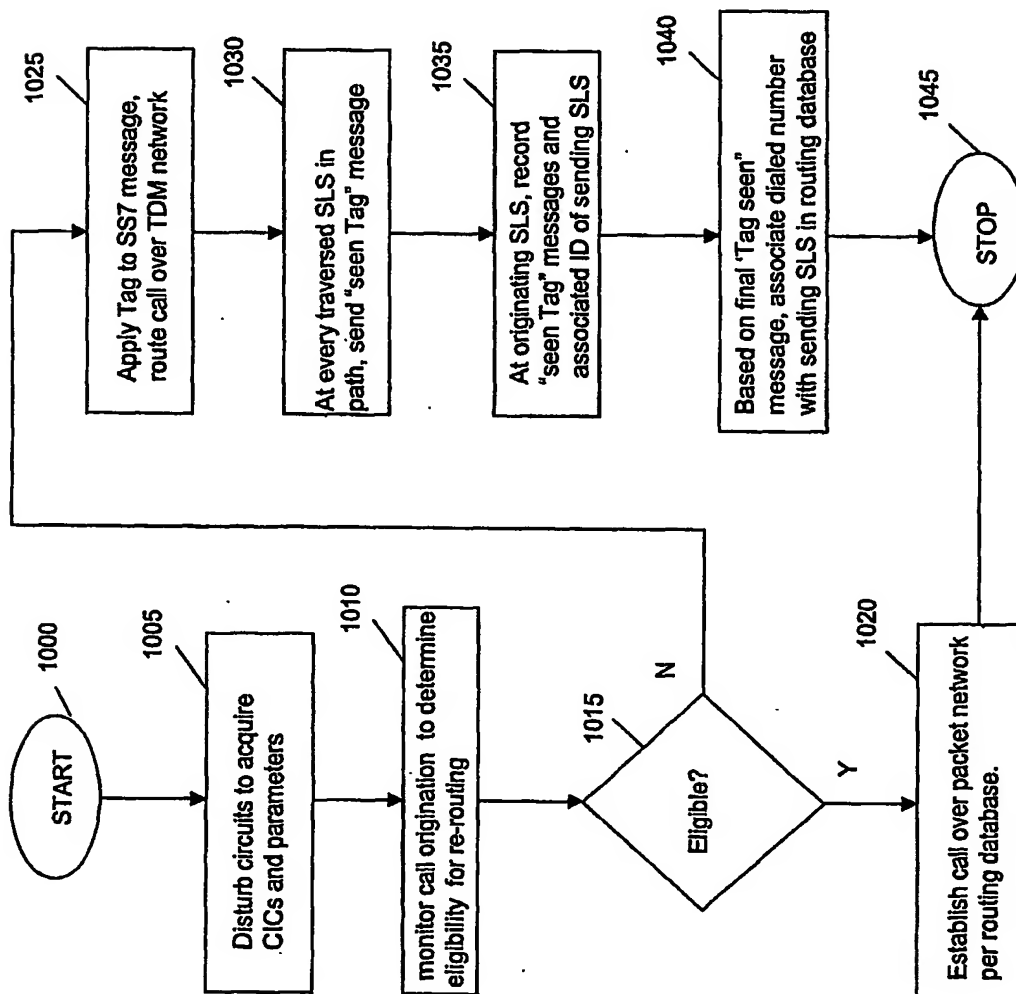 START
1000
Disturb circuits to acquire
CICs and parameters
1005
monitor call origination to determine
eligibility for re-routing
1010
Eligible?
1015
N
Y
Establish call over packet network
per routing database.
1020
Apply Tag to SS7 message,
route call over TDM network
1025
At every traversed SLS in
path, send "seen Tag" message
1030
At originating SLS, record
"seen Tag" messages and
associated ID of sending SLS
1035
Based on final 'Tag seen"
message, associate dialed number
with sending SLS in routing database
1040
STOP
1045